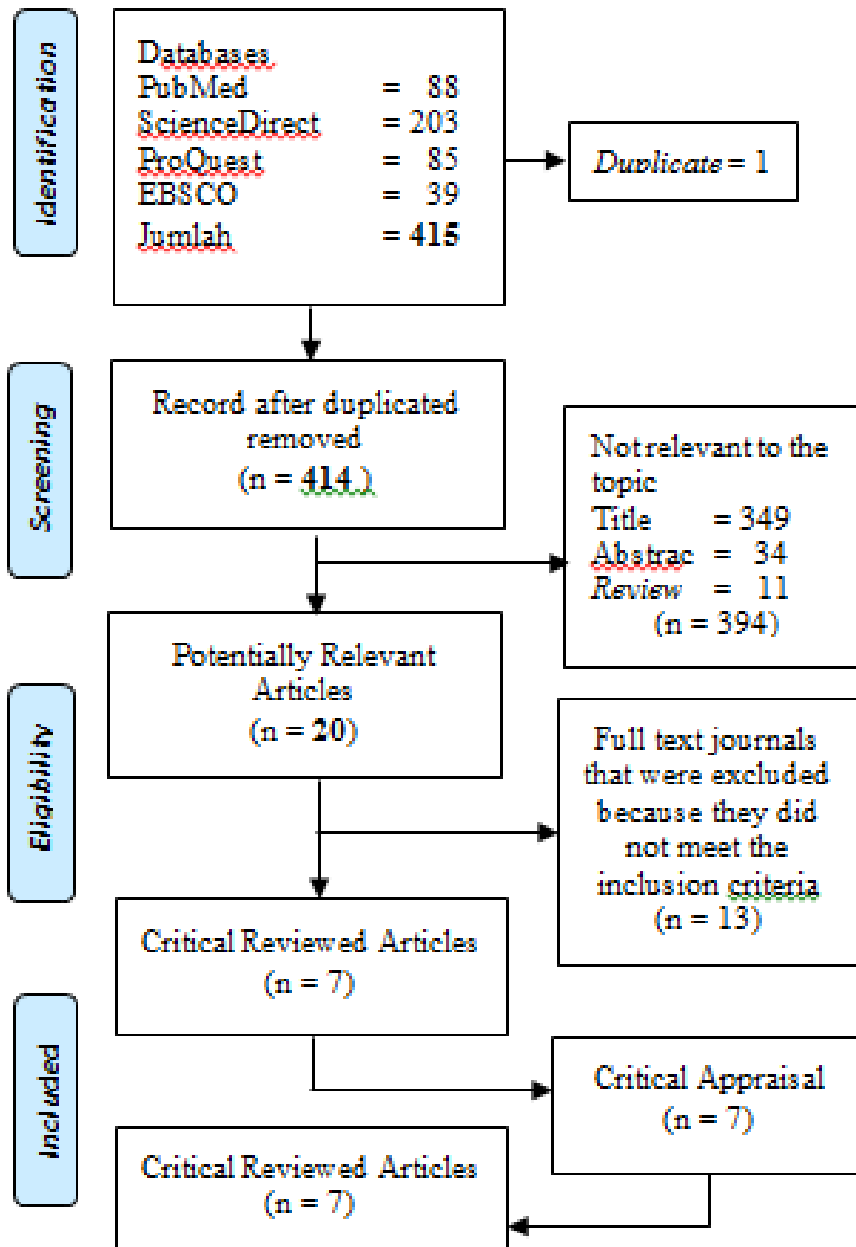 Identification
Databases
PubMed = 88
ScienceDirect = 203
ProQuest = 85
EBSCO = 39
Jumlah = 415
Duplicate = 1
Screening
Record after duplicated
removed
(n = 414 )
Not relevant to the
topic
Title = 349
Abstrac = 34
Review = 11
(n = 394)
Potentially Relevant
Articles
(n = 20)
Eligibility
Full text journals
that were excluded
because they did
not meet the
inclusion criteria
(n = 13)
Critical Reviewed Articles
(n = 7)
Included
Critical Appraisal
(n = 7)
Critical Reviewed Articles
(n = 7)